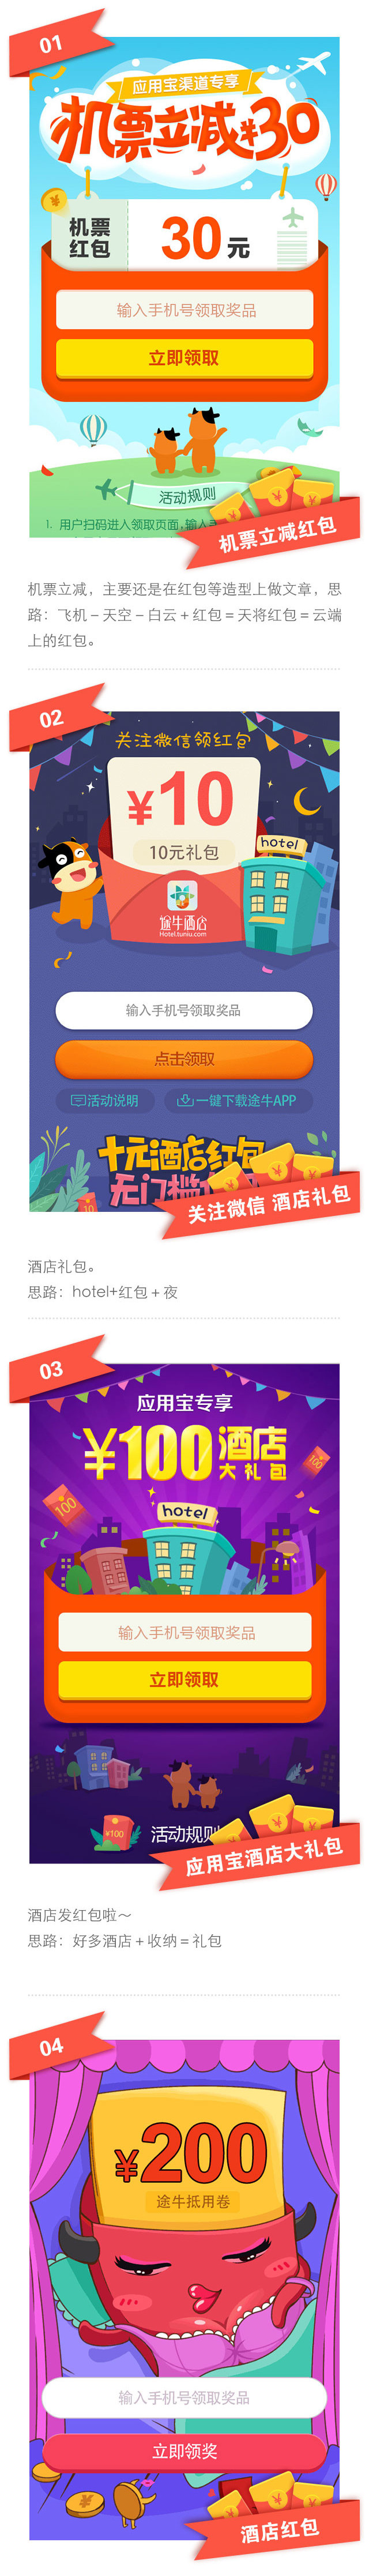 01
应用宝渠道专享
机票立减¥30
¥
机票
红包
30元
输入手机号领取奖品
立即领取
活动规则
1. 用户扫码进入领取页面,输入
机票立减红包
机票立减，主要还是在红包等造型上做文章，思
路：飞机－天空－白云＋红包＝天将红包＝云端
上的红包。
02
关注微信领红包
¥10
10元礼包
hotel
途牛酒店
Hotel.tuniu.com
输入手机号领取奖品
点击领取
活动说明
一键下载途牛APP
十元酒店红包
无门槛
10
关注微信 酒店礼包
酒店礼包。
思路：hotel+红包＋夜
03
应用宝专享
¥100酒店
大礼包
100
100
hotel
输入手机号领取奖品
立即领取
¥100
活动规则
应用宝酒店大礼包
酒店发红包啦～
思路：好多酒店＋收纳＝礼包
04
¥200
途牛抵用卷
输入手机号领取奖品
立即领奖
¥
酒店红包